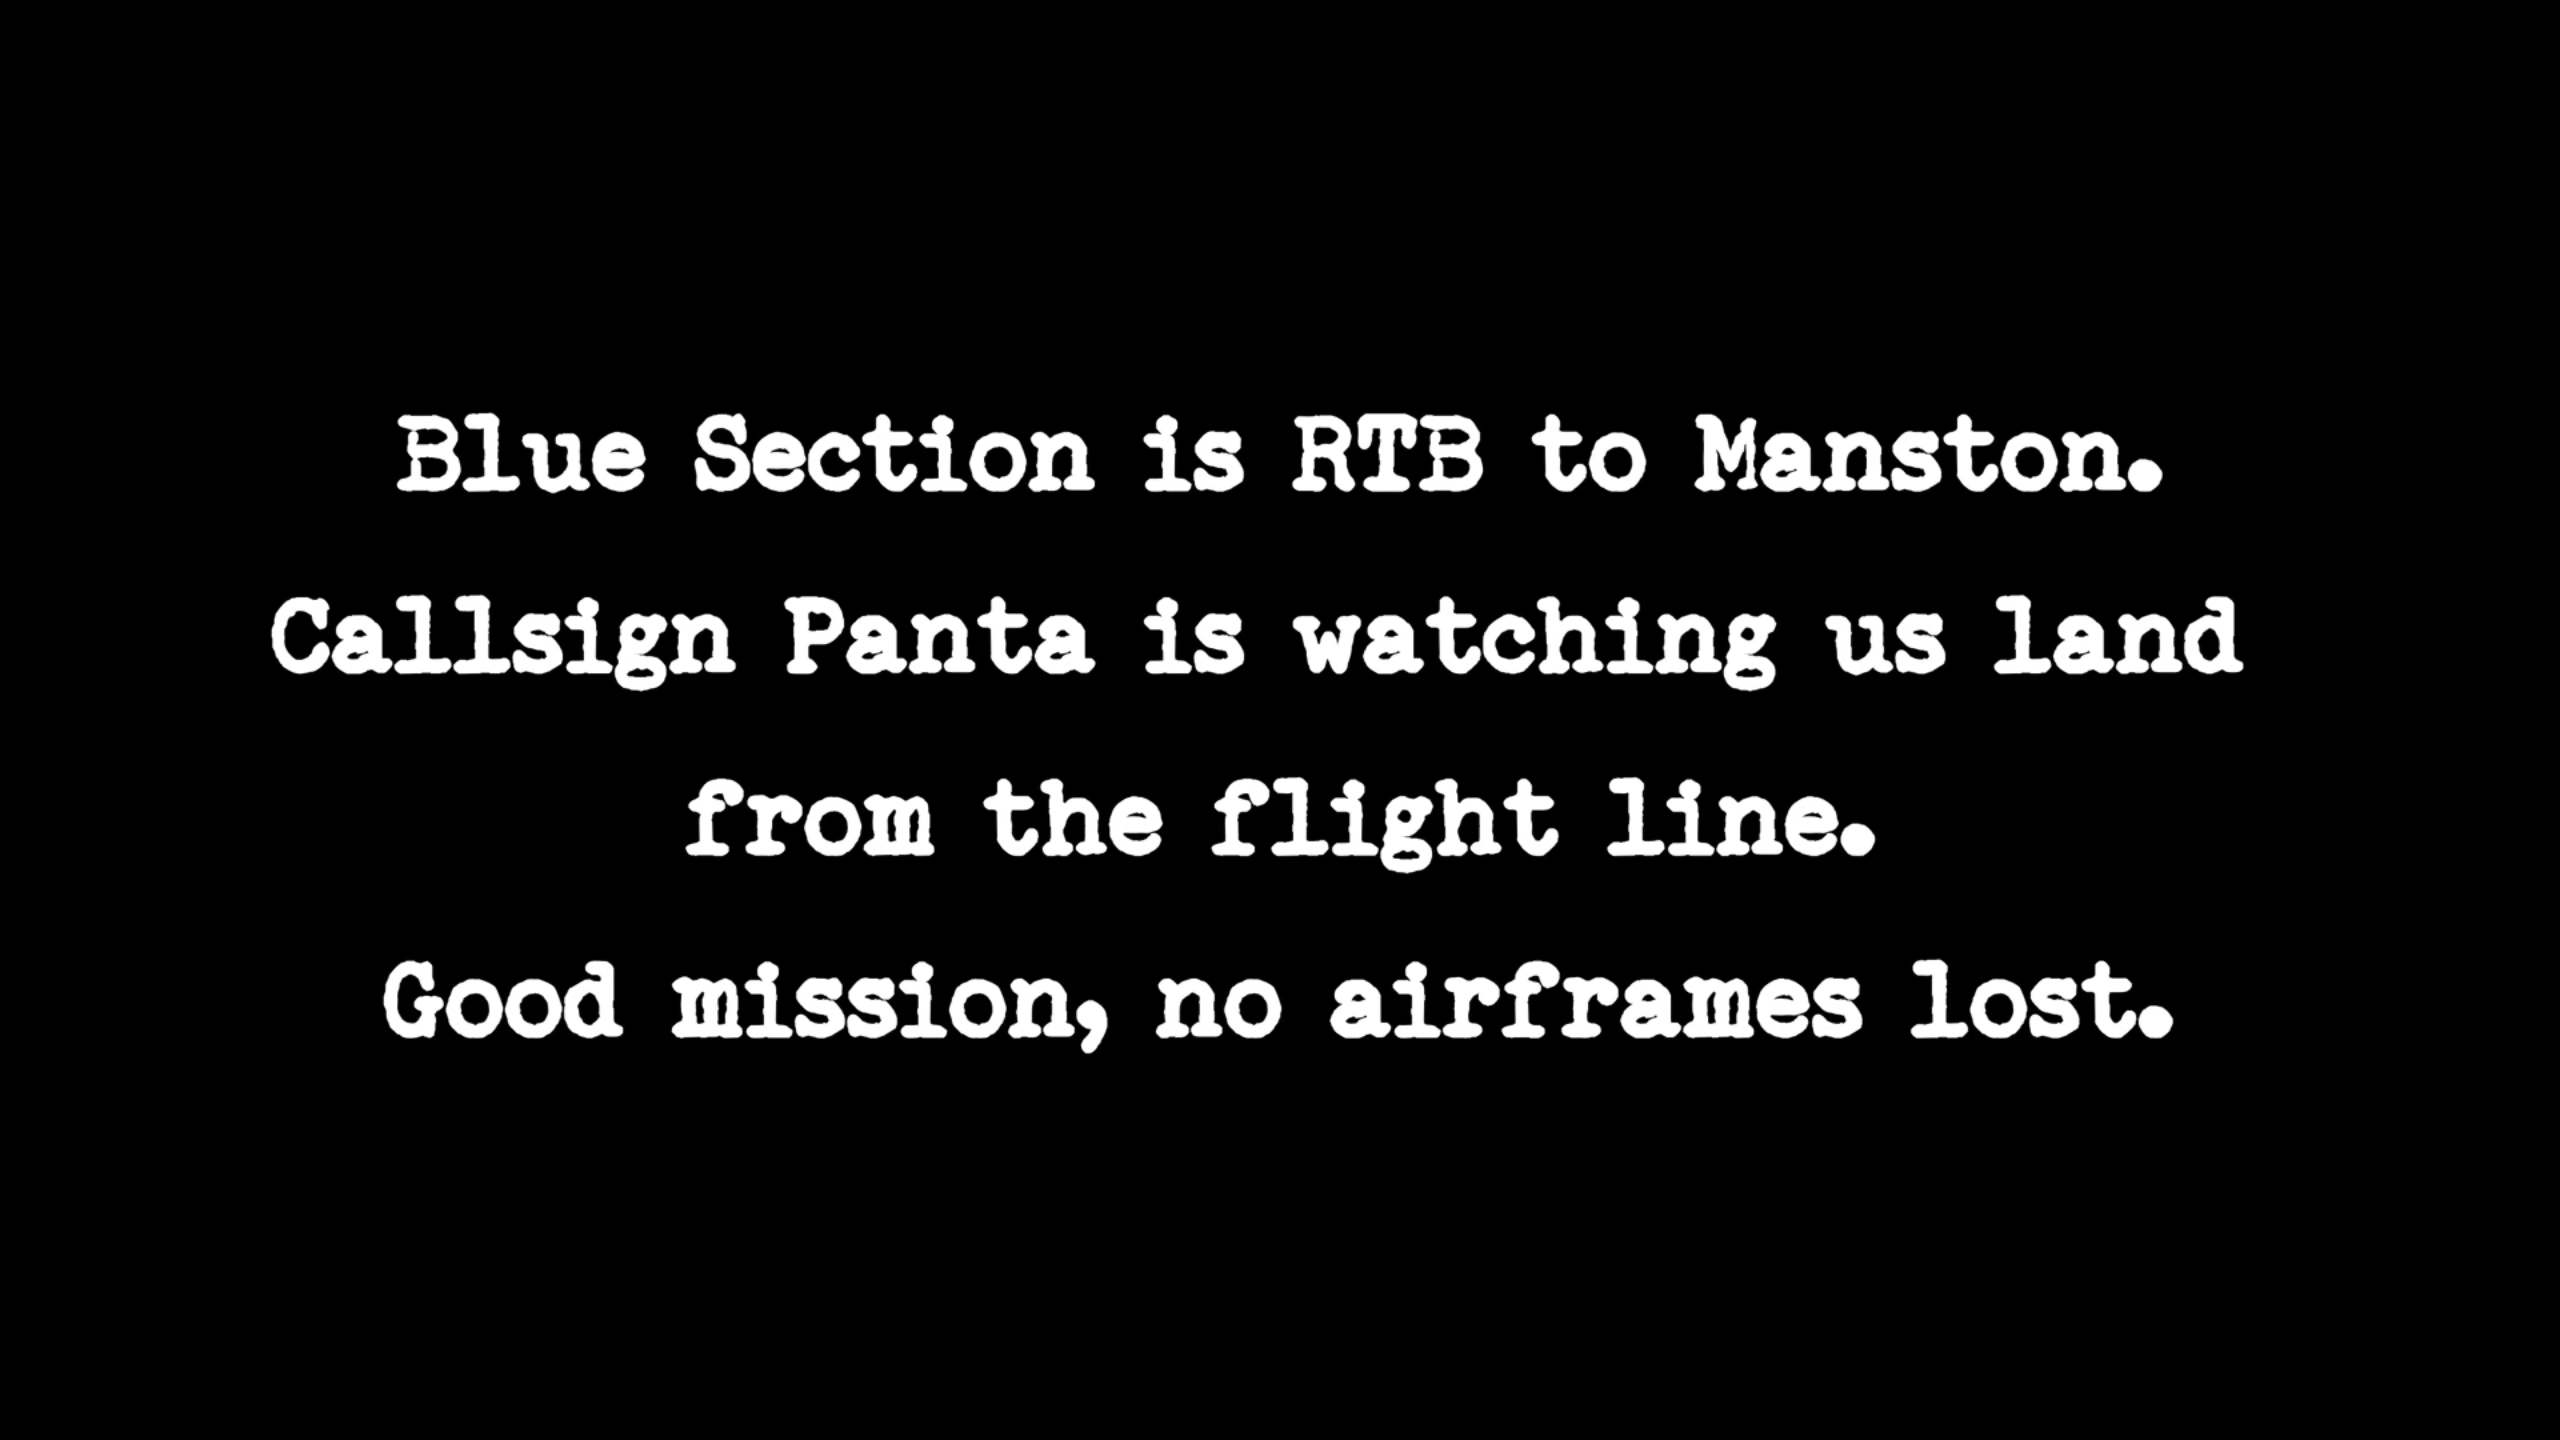 Blue Section is RTB to Manston.
Callsign Panta is watching us land
from the flight line.
Good mission, no airframes lost.